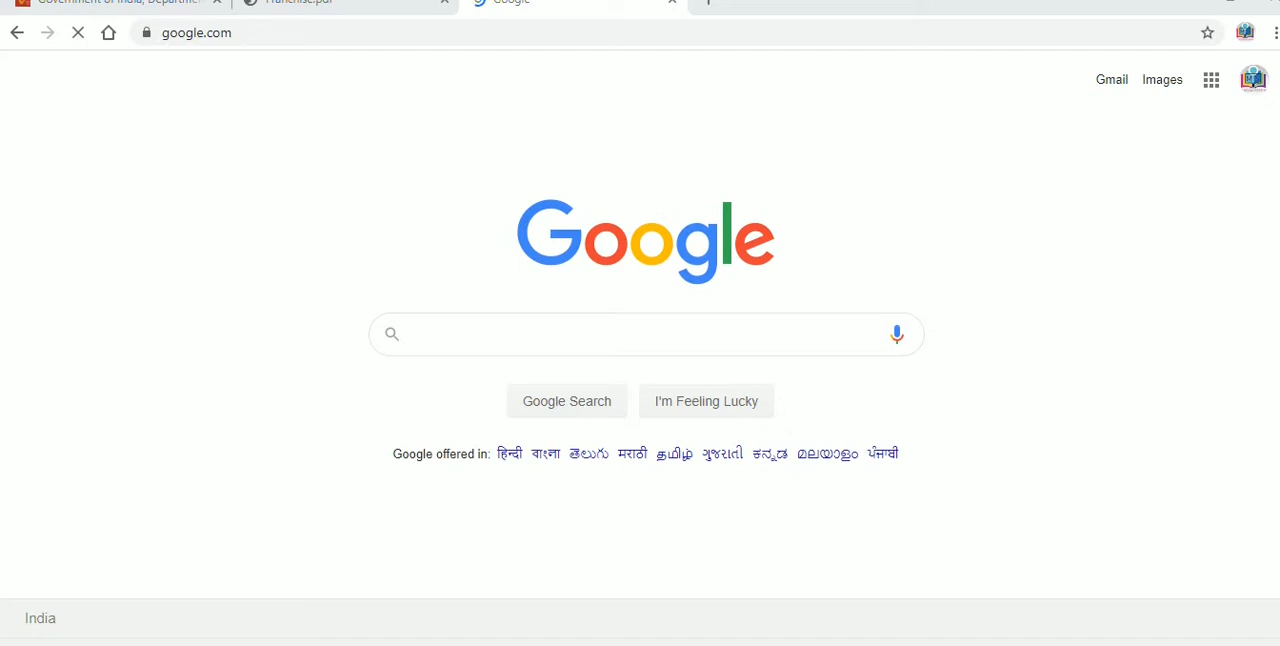 Government of India, Departmen
Franchise.pdf
Google
google.com
Gmail Images
Google
Google Search I'm Feeling Lucky
Google offered in: हिन्दी বাংলা తెలుగు मराठी தமிழ் ગુજરાતી ಕನ್ನಡ മലയാളം ਪੰਜਾਬੀ
India